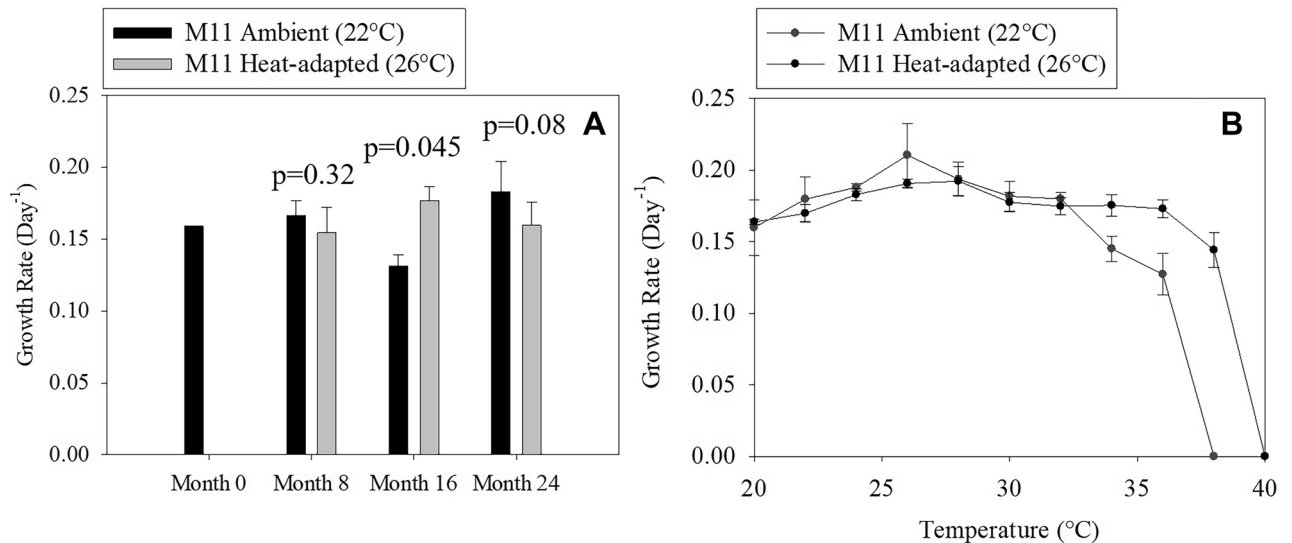 M11 Ambient (22°C)
M11 Heat-adapted (26°C)
A
p=0.32
p=0.045
p=0.08
Growth Rate (Day-1)
0.25
0.20
0.15
0.10
0.05
0.00
Month 0
Month 8
Month 16
Month 24
M11 Ambient (22°C)
M11 Heat-adapted (26°C)
B
Growth Rate (Day-1)
0.25
0.20
0.15
0.10
0.05
0.00
20
25
30
35
40
Temperature (°C)